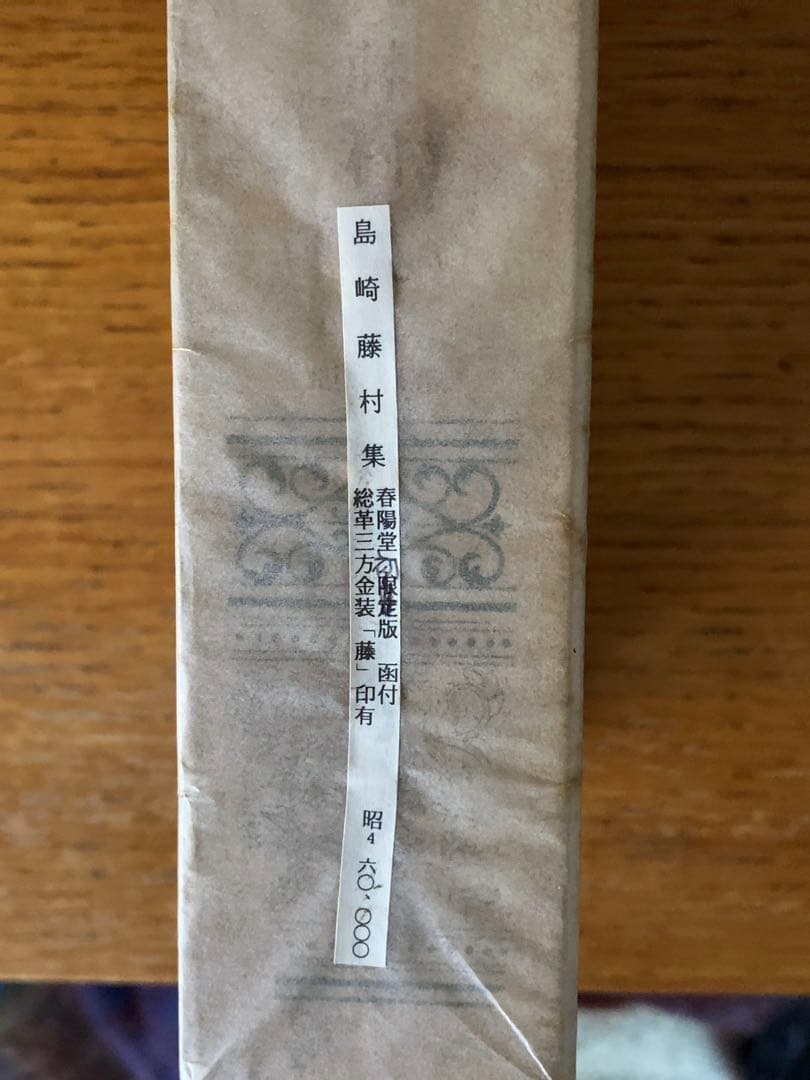 島崎藤村集
春陽堂 限定版 函付
総革三方金装「藤」印有
昭4
六〇、〇〇〇